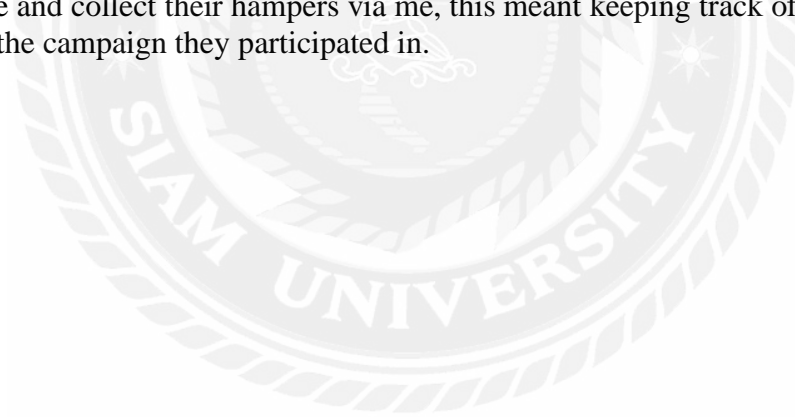 e and collect their hampers via me, this meant keeping track of
the campaign they participated in.
SIAM UNIVERSITY